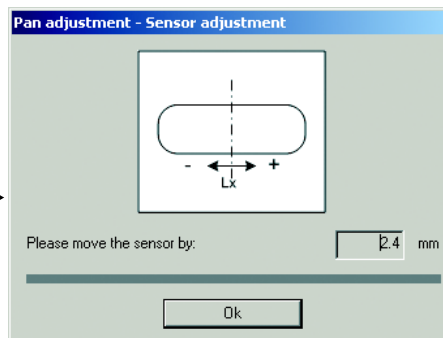 Pan adjustment - Sensor adjustment
- +
Lx
Please move the sensor by: 2.4 mm
Ok